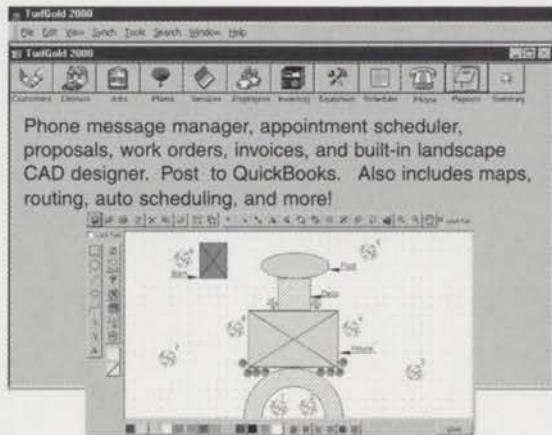 TurfGold 2000
File Edit View Synch Tools Search Window Help
TurfGold 2000
Customers Jobs Plants Services Employees Inventory Equipment Scheduler Phone Reports Summary
Phone message manager, appointment scheduler,
proposals, work orders, invoices, and built-in landscape
CAD designer. Post to QuickBooks. Also includes maps,
routing, auto scheduling, and more!
Barn
Pool
Deck
House